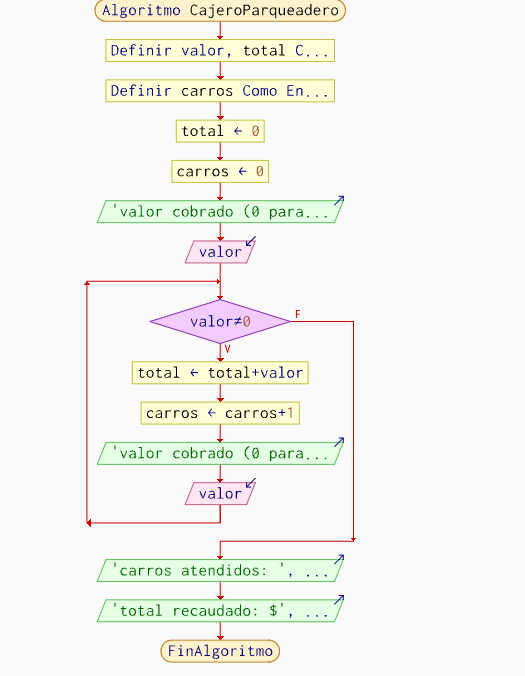 Algoritmo CajeroParqueadero
Definir valor, total C...
Definir carros Como En...
total ← 0
carros ← 0
'valor cobrado (0 para...
valor
valor≠0
F
V
total ← total+valor
carros ← carros+1
'valor cobrado (0 para...
valor
'carros atendidos: ', ...
'total recaudado: $', ...
FinAlgoritmo